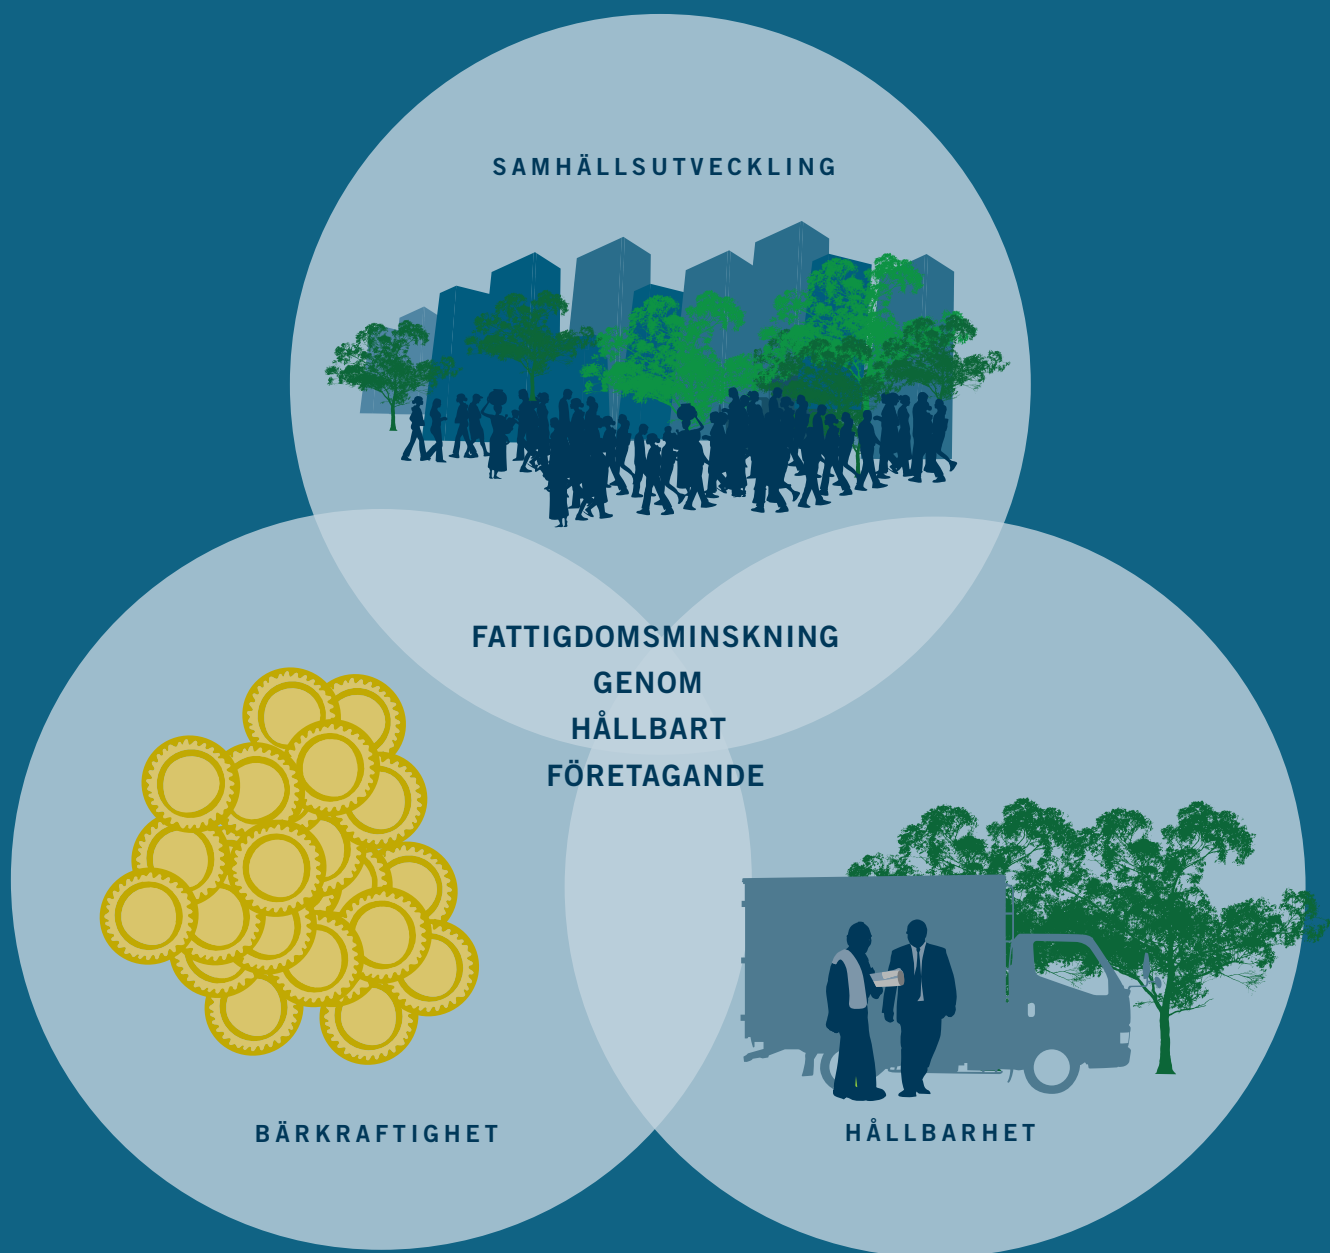 SAMHÄLLSUTVECKLING
FATTIGDOMSMINSKNING
GENOM
HÅLLBART
FÖRETAGANDE
BÄRKRAFTIGHET
HÅLLBARHET